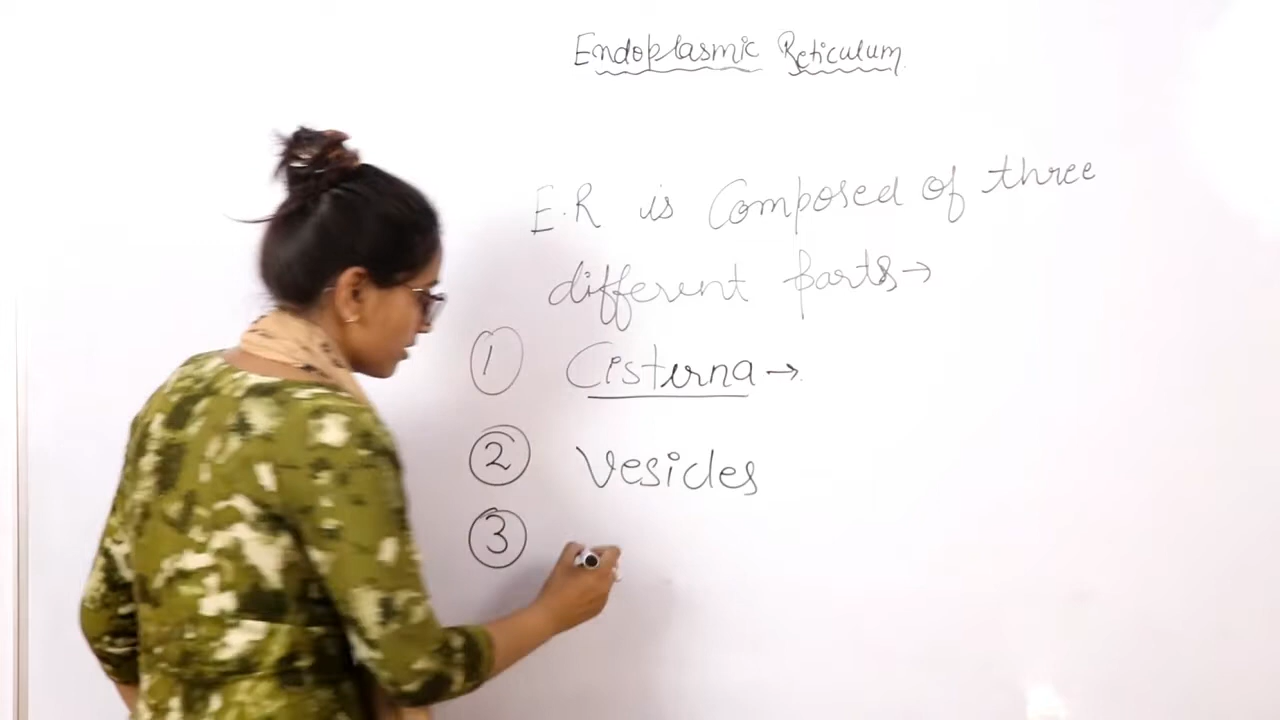 Endoplasmic Reticulum
E.R is Composed of three
different parts→
1 Cisterna→
2 Vesicles
3